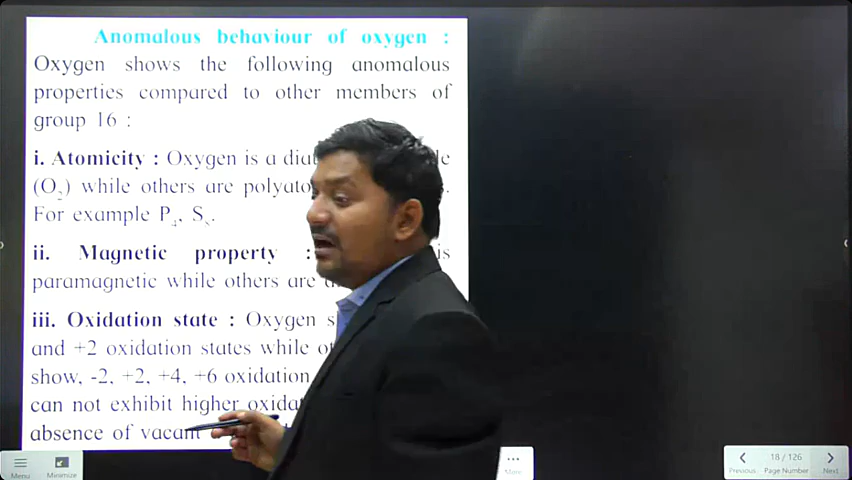 Anomalous behaviour of oxygen :
Oxygen shows the following anomalous
properties compared to other members of
group 16 :
i. Atomicity : Oxygen is a
(O2) while others are
For example P4, S8.
ii. Magnetic property : is
paramagnetic while others are
iii. Oxidation state : Oxygen
and +2 oxidation states while
show, -2, +2, +4, +6 oxidation
can not exhibit higher
absence of vacant
Menu
Minimize
More
18 / 126
Previous Page Number Next